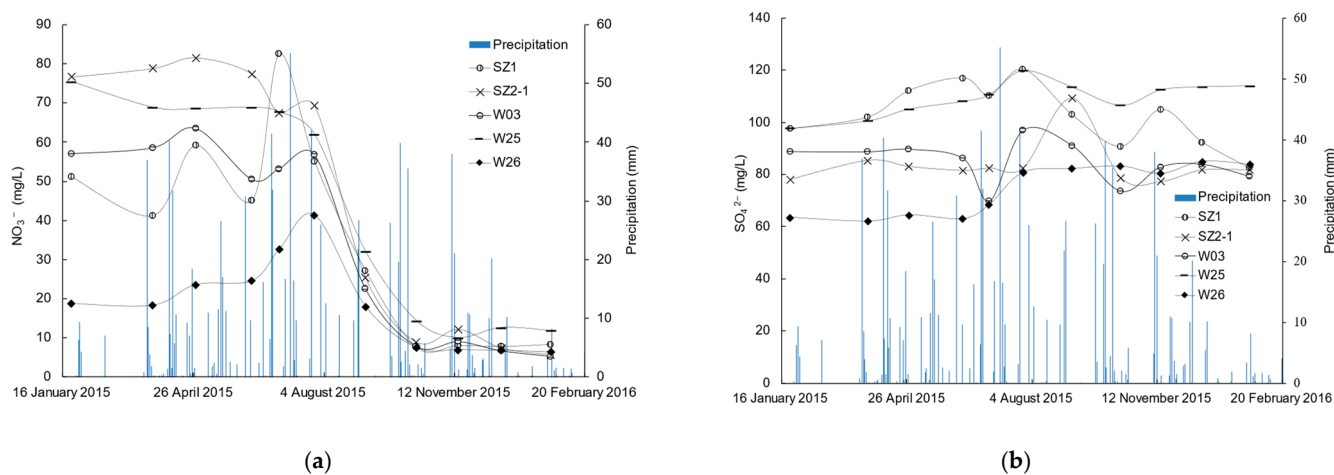 90
80
70
60
50
40
30
20
10
0
NO₃⁻ (mg/L)
60
50
40
30
20
10
0
Precipitation (mm)
Precipitation
SZ1
SZ2-1
W03
W25
W26
16 January 2015 26 April 2015 4 August 2015 12 November 2015 20 February 2016
(a)
140
120
100
80
60
40
20
0
SO₄²⁻ (mg/L)
60
50
40
30
20
10
0
Precipitation (mm)
Precipitation
SZ1
SZ2-1
W03
W25
W26
16 January 2015 26 April 2015 4 August 2015 12 November 2015 20 February 2016
(b)